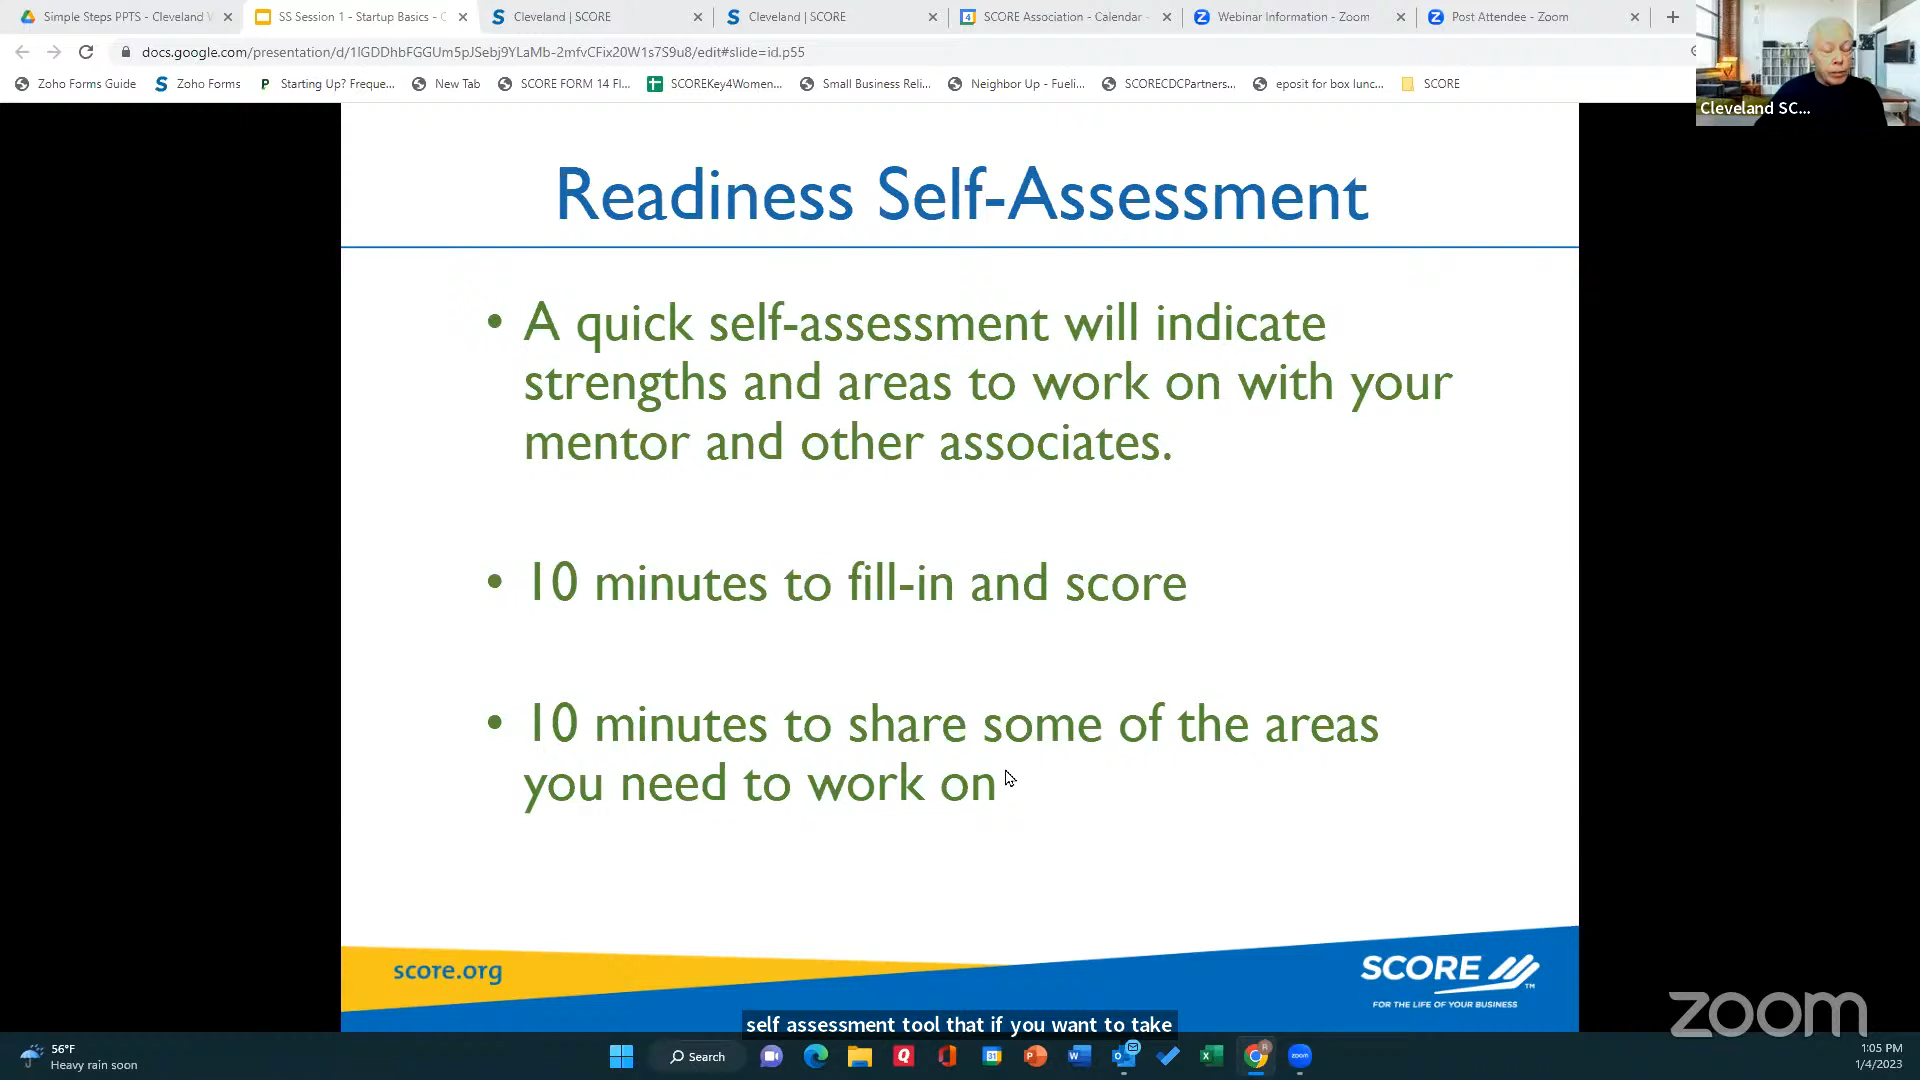 Simple Steps PPTS - Cleveland
SS Session 1 - Startup Basics -
Cleveland | SCORE
Cleveland | SCORE
SCORE Association - Calendar -
Webinar Information - Zoom
Post Attendee - Zoom
docs.google.com/presentation/d/1lGDDhbFGGUm5pJSebj9YLaMb-2mfvCFix20W1s7S9u8/edit#slide=id.p55
Zoho Forms Guide
Zoho Forms
Starting Up? Freque...
New Tab
SCORE FORM 14 Fl...
SCOREKey4Women...
Small Business Reli...
Neighbor Up - Fueli...
SCORECDCPartners...
eposit for box lunc...
SCORE
Cleveland SC...
Readiness Self-Assessment
• A quick self-assessment will indicate
strengths and areas to work on with your
mentor and other associates.
• 10 minutes to fill-in and score
• 10 minutes to share some of the areas
you need to work on
score.org
SCORE
TM
FOR THE LIFE OF YOUR BUSINESS
zoom
self assessment tool that if you want to take
56°F
Heavy rain soon
Search
zoom
1:05 PM
1/4/2023